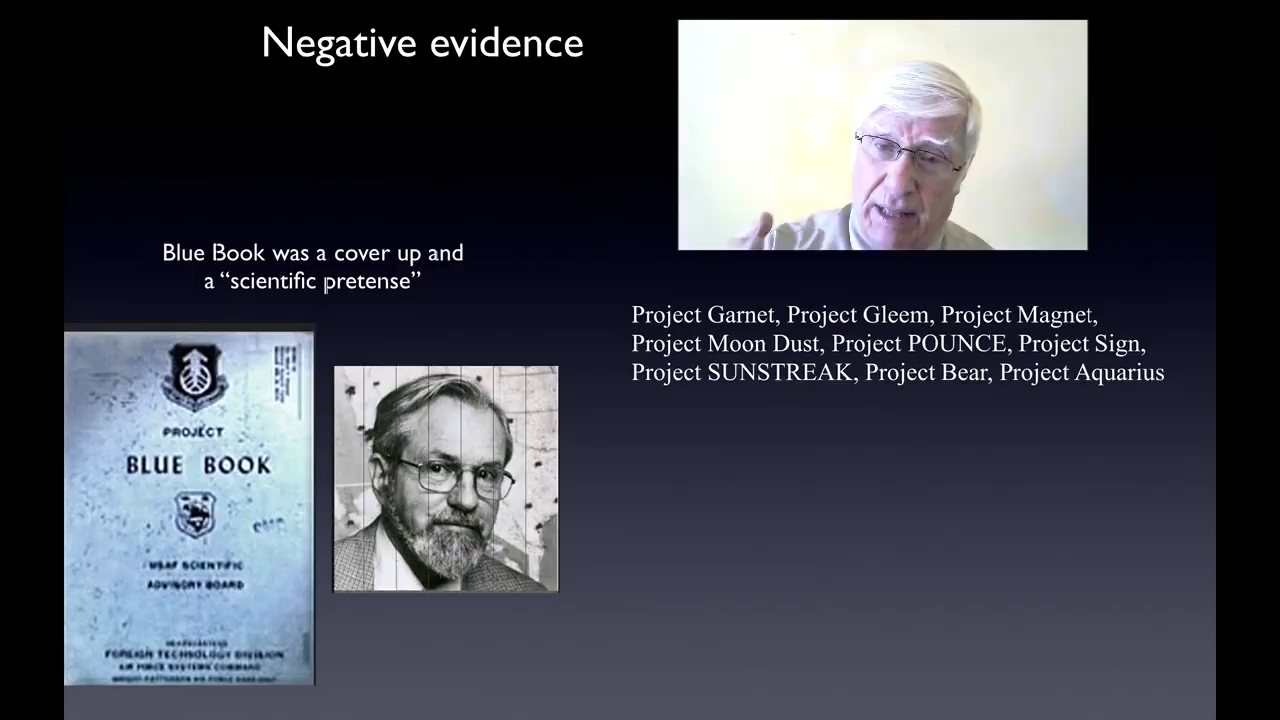 Negative evidence
Blue Book was a cover up and
a “scientific pretense”
Project Garnet, Project Gleem, Project Magnet,
Project Moon Dust, Project POUNCE, Project Sign,
Project SUNSTREAK, Project Bear, Project Aquarius
PROJECT
BLUE BOOK
USAF SCIENTIFIC
ADVISORY BOARD
HEADQUARTERS
FOREIGN TECHNOLOGY DIVISION
AIR FORCE SYSTEMS COMMAND